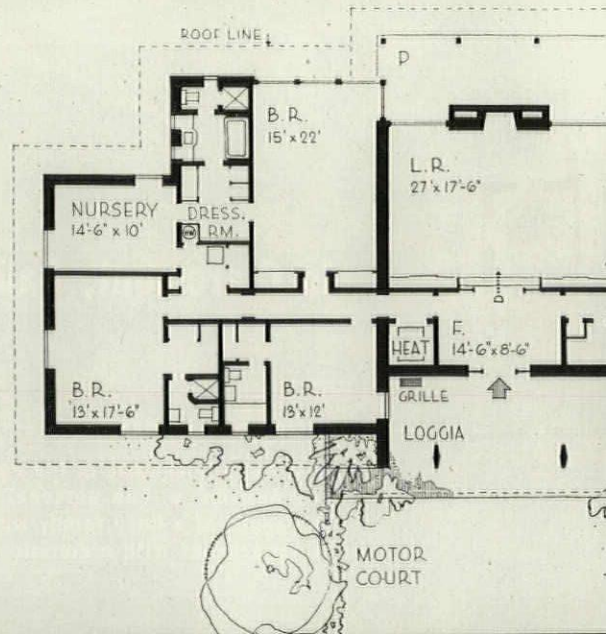 ROOF LINE
P
B.R.
15' x 22'
L.R.
27' x 17'-6"
NURSERY
14'-6" x 10'
DRESS.
RM.
HEAT
F.
14'-6" x 8'-6"
B.R.
13' x 17'-6"
B.R.
13' x 12'
GRILLE
LOGGIA
MOTOR
COURT